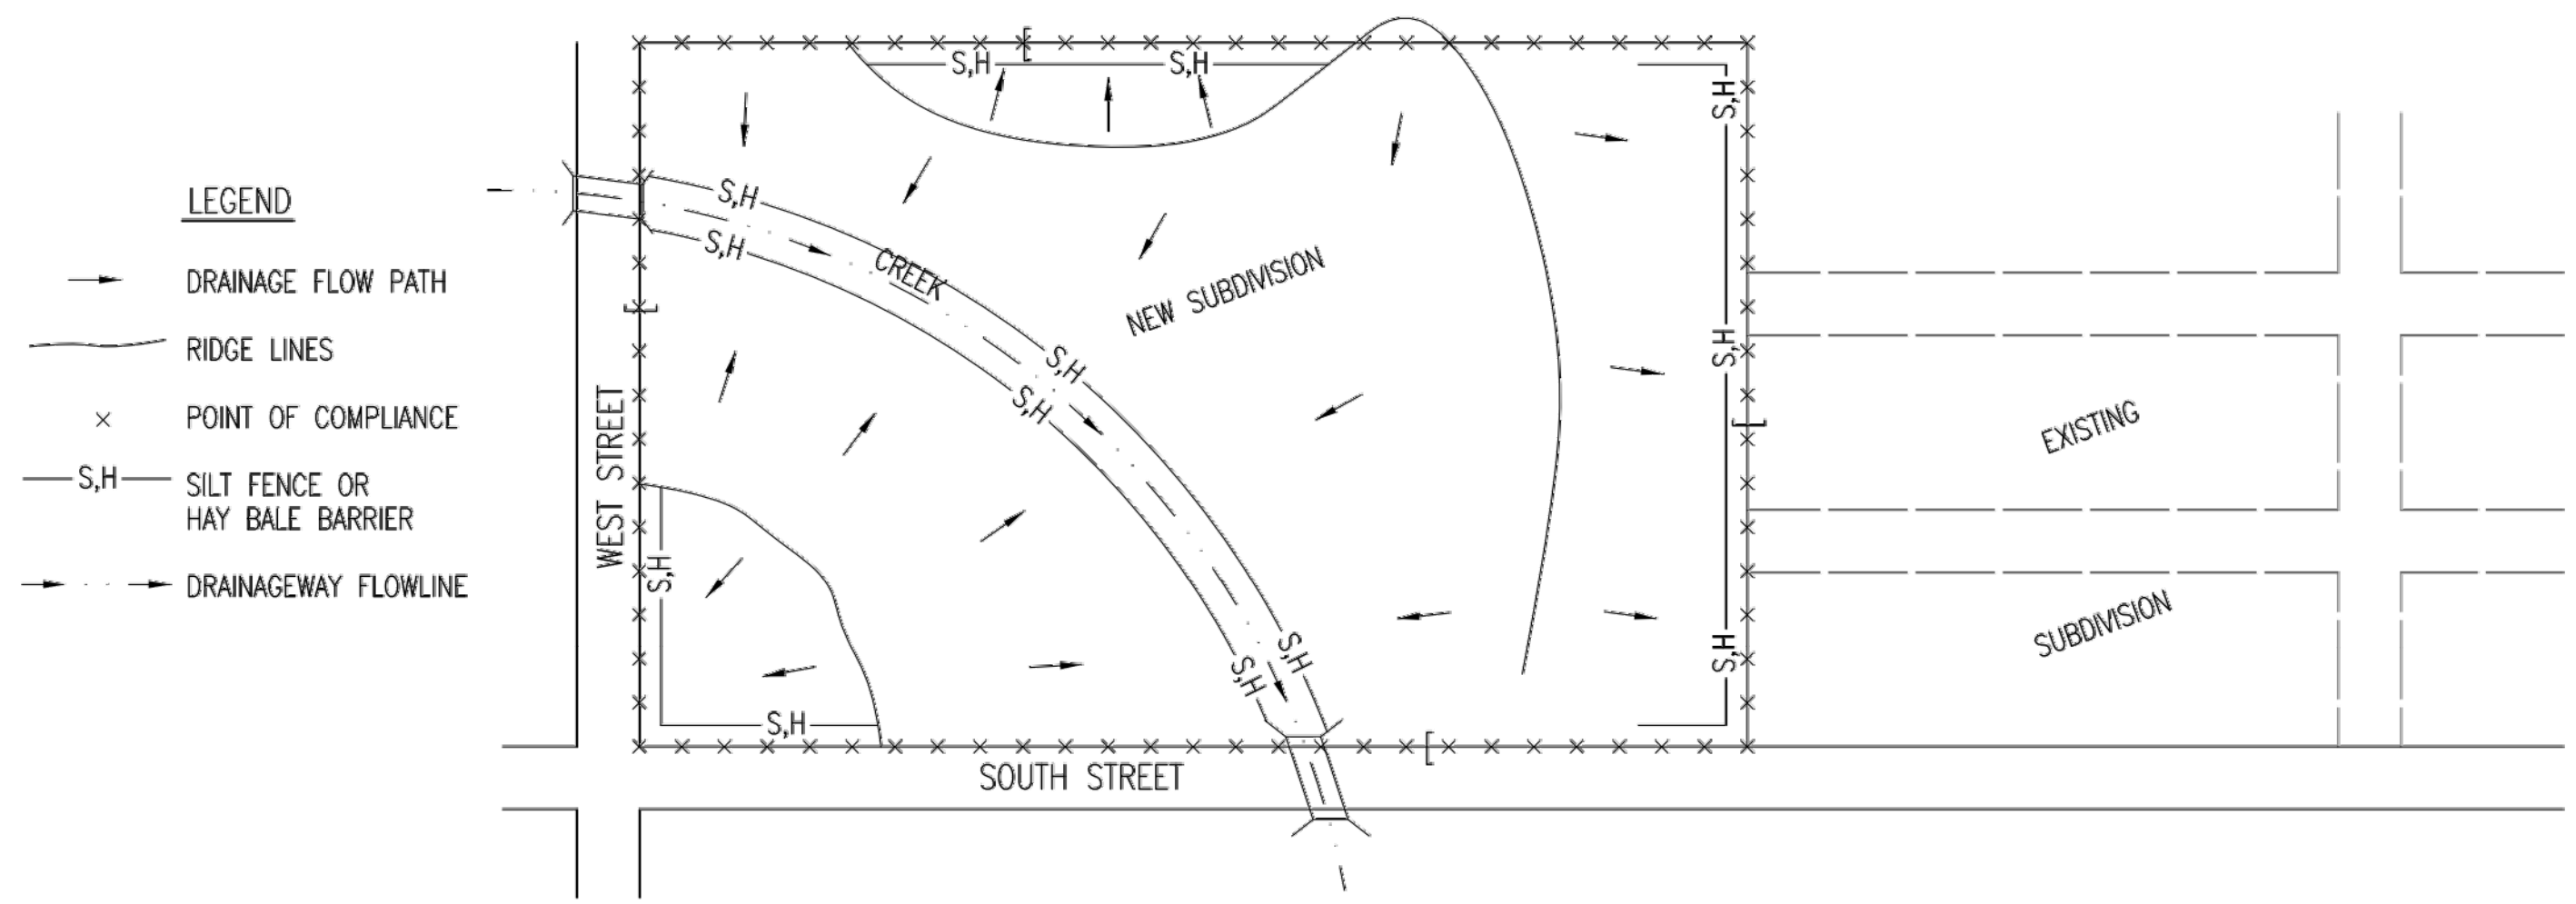 LEGEND
DRAINAGE FLOW PATH
RIDGE LINES
POINT OF COMPLIANCE
S,H
SILT FENCE OR
HAY BALE BARRIER
DRAINAGEWAY FLOWLINE
S,H
S,H
S,H
S,H
S,H
CREEK
NEW SUBDIVISION
S,H
S,H
S,H
WEST STREET
EXISTING
S,H
SUBDIVISION
S,H
S,H
S,H
S,H
SOUTH STREET